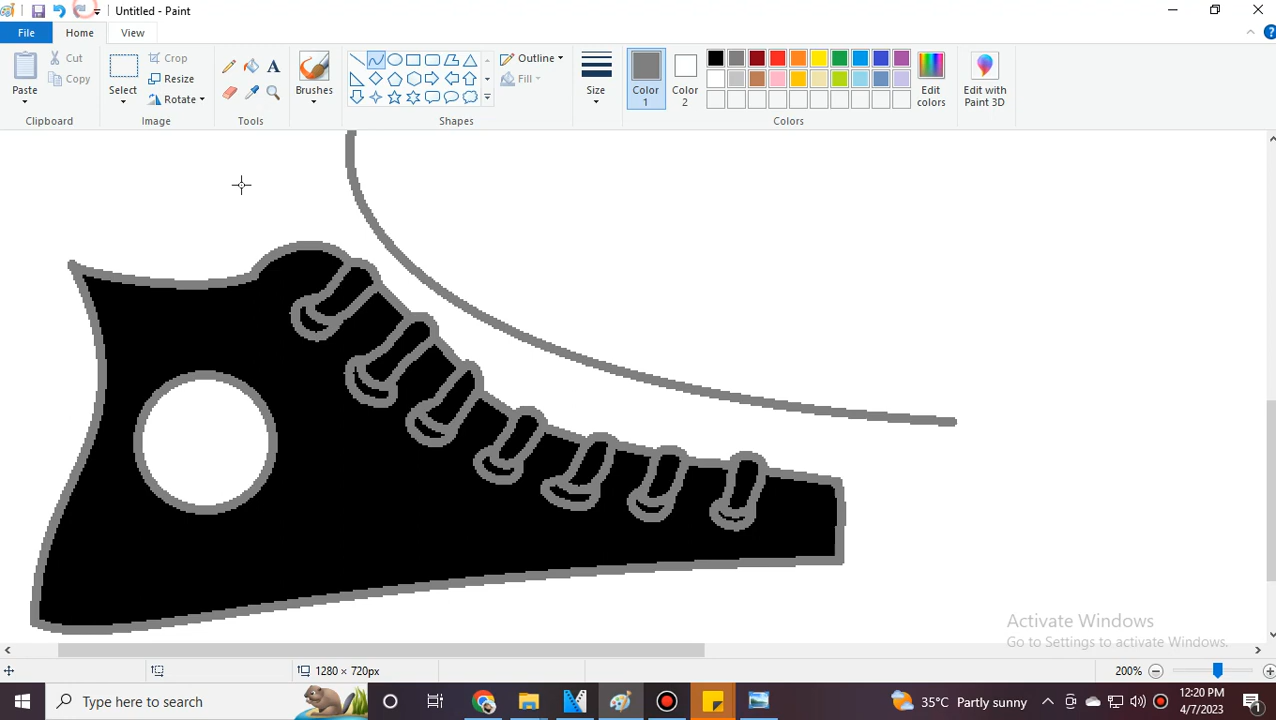 Untitled - Paint
File Home View
Paste
Cut
Copy
Clipboard
Select
Crop
Resize
Rotate
Image
A
Tools
Brushes
Outline
Fill
Shapes
Size
Color 1
Color 2
Edit colors
Colors
Edit with Paint 3D
Activate Windows
Go to Settings to activate Windows.
1280 × 720px
200%
Type here to search
35°C Partly sunny
12:20 PM
4/7/2023
1